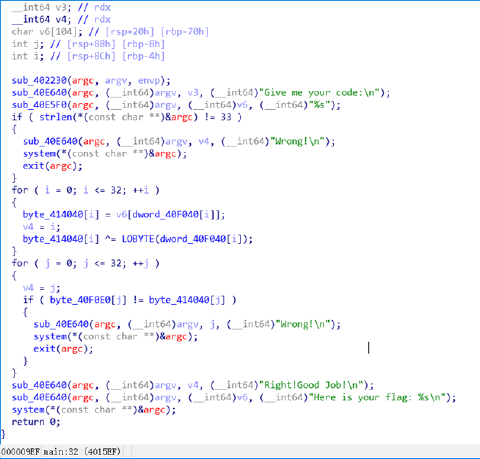 __int64 v3; // rdx
__int64 v4; // rdx
char v6[104]; // [rsp+20h] [rbp-70h]
int j; // [rsp+88h] [rbp-8h]
int i; // [rsp+8Ch] [rbp-4h]
sub_402230(argc, argv, envp);
sub_40E640(argc, (__int64)argv, v3, (__int64)"Give me your code:\n");
sub_40E5F0(argc, (__int64)argv, (__int64)v6, (__int64)"%s");
if ( strlen(*(const char **)&argc) != 33 )
{
sub_40E640(argc, (__int64)argv, v4, (__int64)"Wrong!\n");
system(*(const char **)&argc);
exit(argc);
}
for ( i = 0; i <= 32; ++i )
{
byte_414040[i] = v6[dword_40F040[i]];
v4 = i;
byte_414040[i] ^= LOBYTE(dword_40F040[i]);
}
for ( j = 0; j <= 32; ++j )
{
v4 = j;
if ( byte_40F0E0[j] != byte_414040[j] )
{
sub_40E640(argc, (__int64)argv, j, (__int64)"Wrong!\n");
system(*(const char **)&argc);
exit(argc);
}
}
sub_40E640(argc, (__int64)argv, v4, (__int64)"Right!Good Job!\n");
sub_40E640(argc, (__int64)argv, (__int64)v6, (__int64)"Here is your flag: %s\n");
system(*(const char **)&argc);
return 0;
}
000009EF main:32 (4015EF)